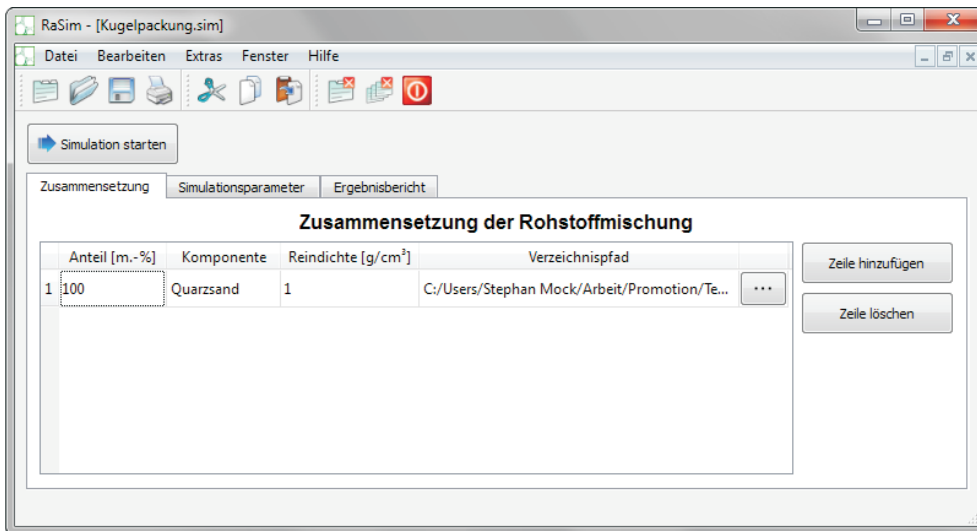 RaSim - [Kugelpackung.sim]
Datei Bearbeiten Extras Fenster Hilfe
Simulation starten
Zusammensetzung Simulationsparameter Ergebnisbericht
Zusammensetzung der Rohstoffmischung
Anteil [m.-%] Komponente Reindichte [g/cm³] Verzeichnispfad
1 100 Quarzsand 1 C:/Users/Stephan Mock/Arbeit/Promotion/Te... ...
Zeile hinzufügen
Zeile löschen